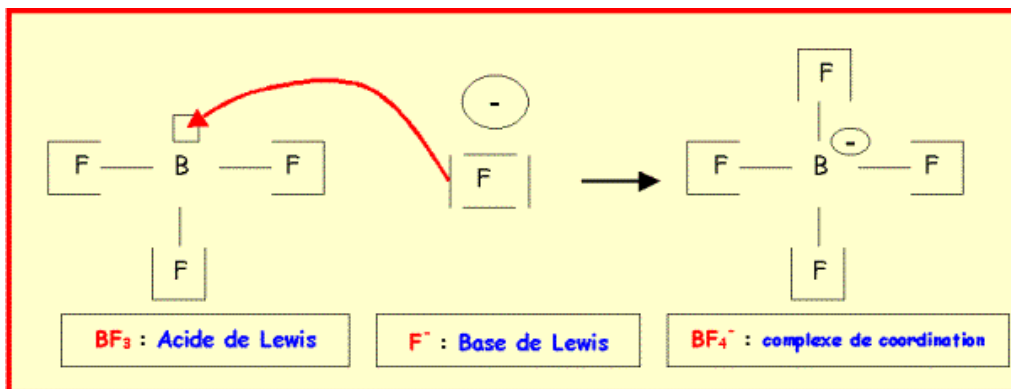 F
F B F F F B F
F F
BF₃ : Acide de Lewis F⁻ : Base de Lewis BF₄⁻ : complexe de coordination